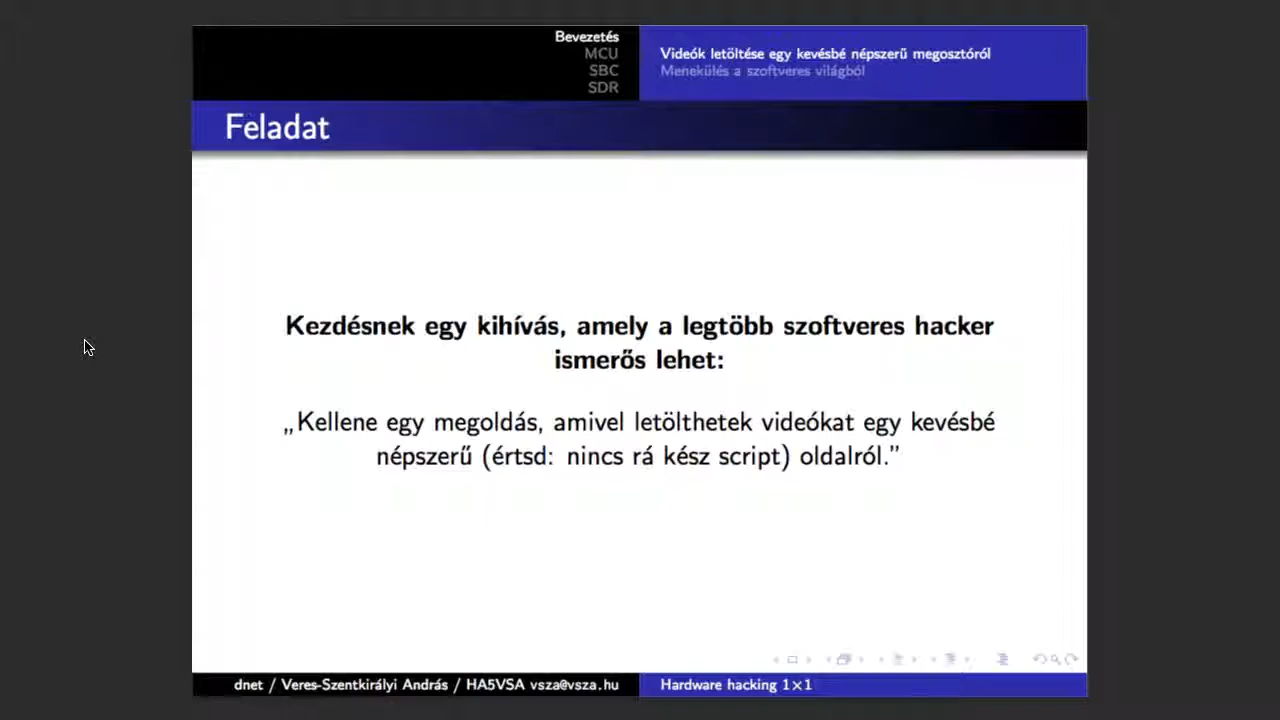 Bevezetés
MCU
SBC
SDR
Videók letöltése egy kevésbé népszerű megosztóról
Menekülés a szoftveres világból
Feladat
Kezdésnek egy kihívás, amely a legtöbb szoftveres hacker
ismerős lehet:
„Kellene egy megoldás, amivel letölthetek videókat egy kevésbé
népszerű (értsd: nincs rá kész script) oldalról.”
dnet / Veres-Szentkirályi András / HA5VSA vsza@vsza.hu
Hardware hacking 1×1